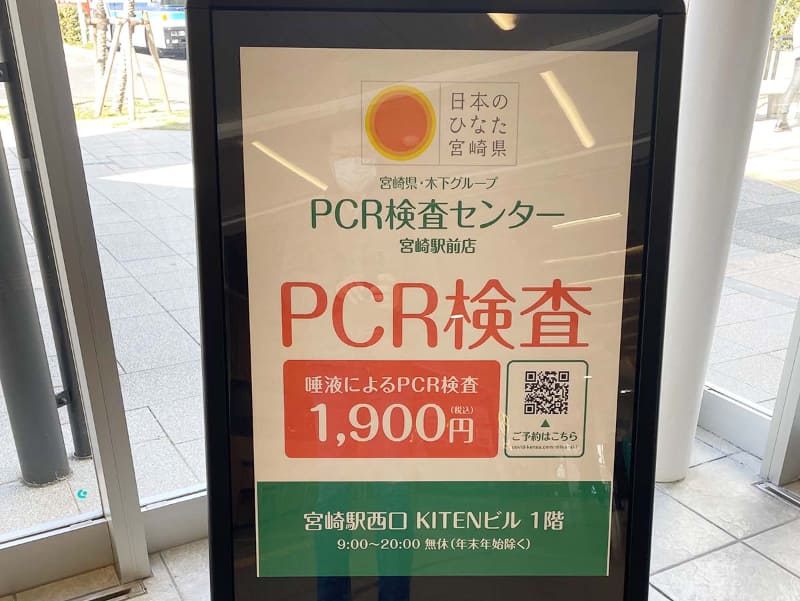 日本の
ひなた
宮崎県
宮崎県・木下グループ
PCR検査センター
宮崎駅前店
PCR検査
唾液によるPCR検査
1,900円(税込)
ご予約はこちら
宮崎駅西口 KITENビル 1階
9:00〜20:00 無休(年末年始除く)